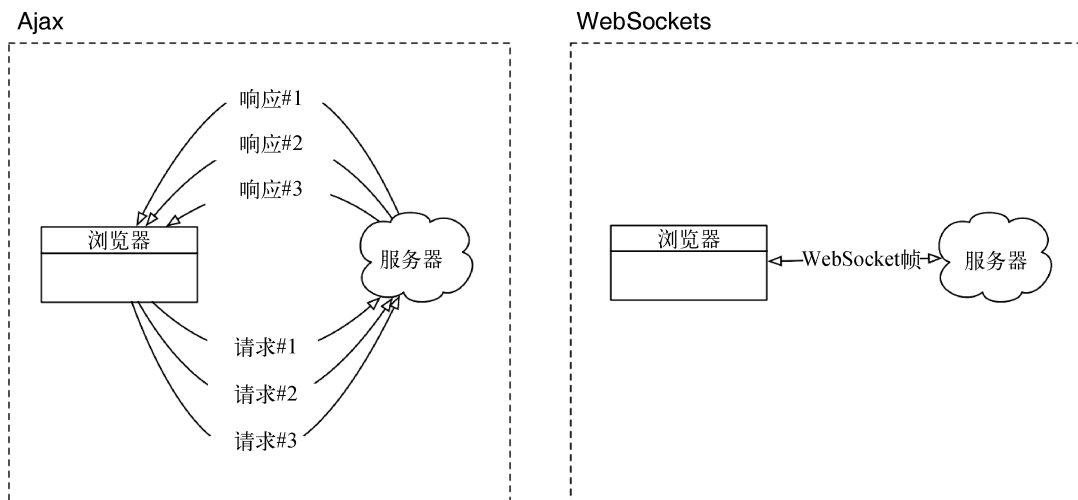 Ajax
响应#1
响应#2
响应#3
浏览器
服务器
请求#1
请求#2
请求#3
WebSockets
浏览器
WebSocket帧
服务器